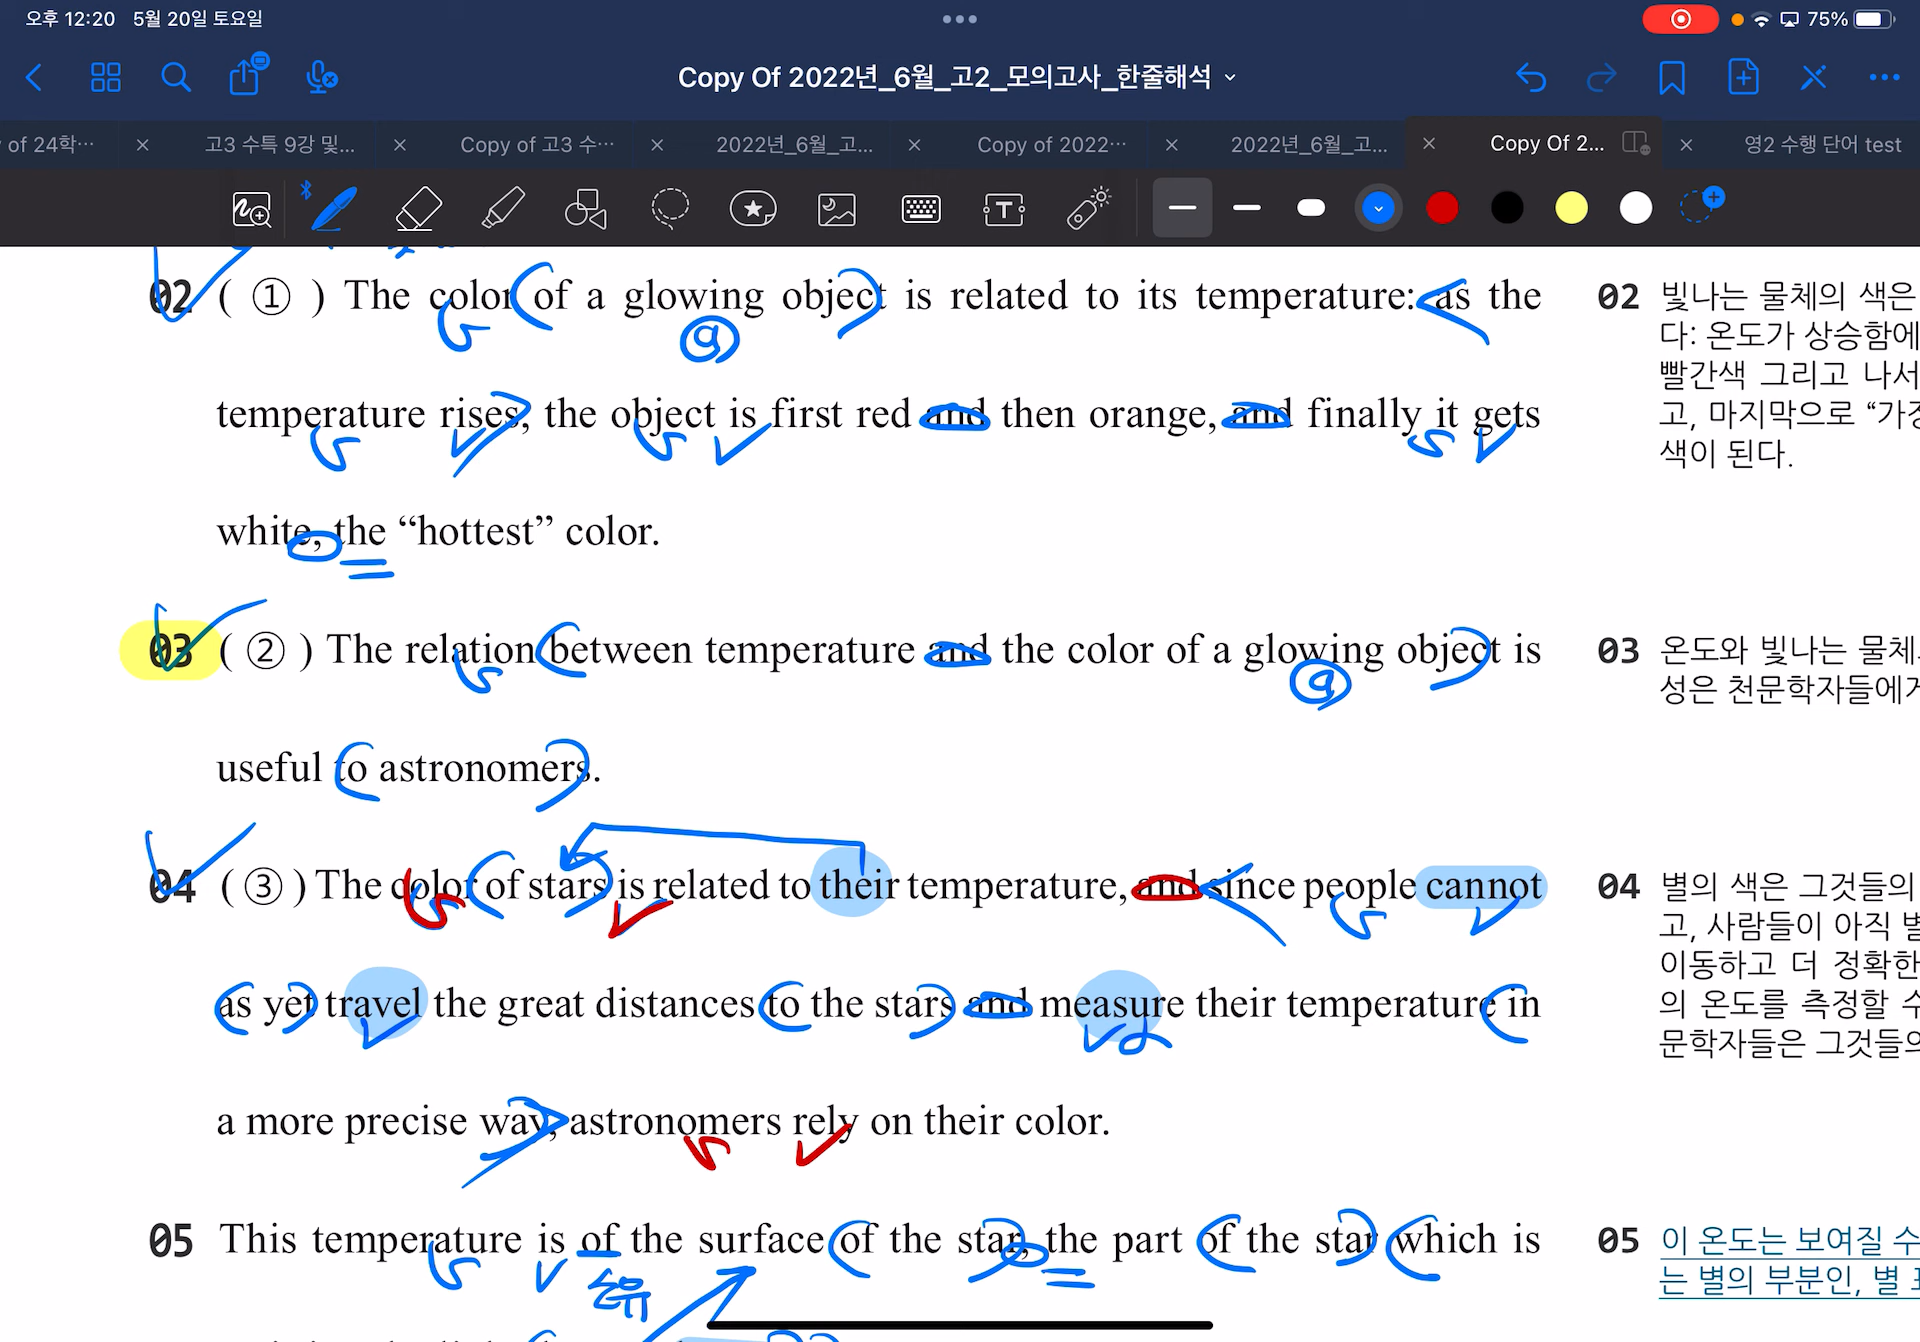 오후 12:20 5월 20일 토요일
75%
Copy Of 2022년_6월_고2_모의고사_한줄해석
of 24학…
고3 수특 9강 및...
Copy of 고3 수…
2022년_6월_고...
Copy of 2022…
2022년_6월_고...
Copy Of 2...
영2 수행 단어 test
02 ( ① ) The color of a glowing object is related to its temperature: as the
ⓐ
temperature rises, the object is first red and then orange, and finally it gets
white, the “hottest” color.
03 ( ② ) The relation between temperature and the color of a glowing object is
ⓐ
useful to astronomers.
04 ( ③ ) The color of stars is related to their temperature, and since people cannot
as yet travel the great distances to the stars and measure their temperature in
a more precise way, astronomers rely on their color.
05 This temperature is of the surface of the star, the part of the star which is
소유
02 빛나는 물체의 색은
다: 온도가 상승함에
빨간색 그리고 나서
고, 마지막으로 “가장
색이 된다.
03 온도와 빛나는 물체
성은 천문학자들에게
04 별의 색은 그것들의
고, 사람들이 아직 별
이동하고 더 정확한
의 온도를 측정할 수
문학자들은 그것들의
05 이 온도는 보여질 수
는 별의 부분인, 별 표